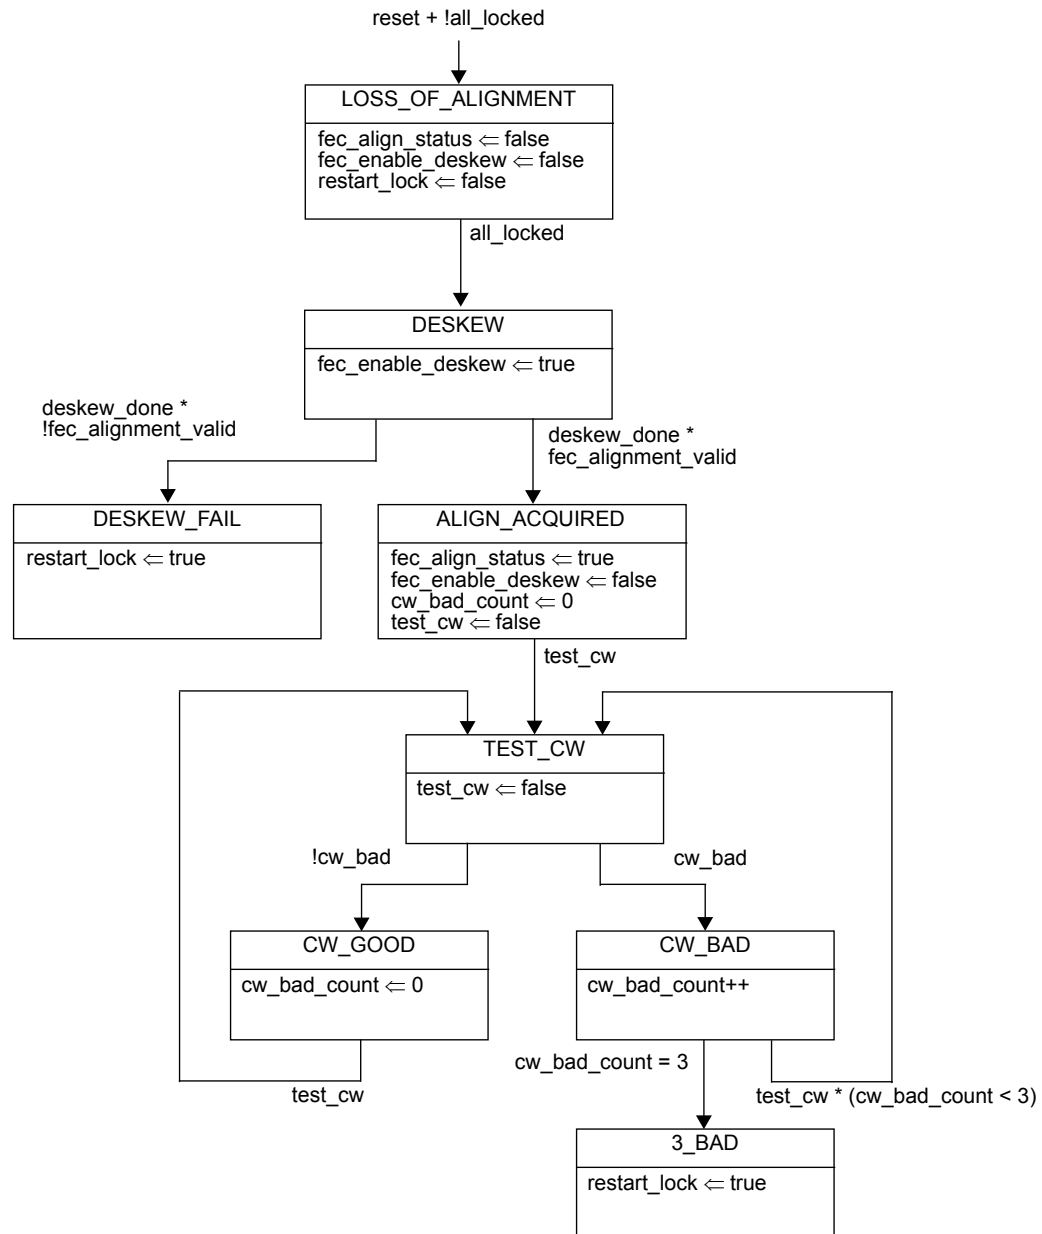 reset + !all_locked
LOSS_OF_ALIGNMENT
fec_align_status ⇐ false
fec_enable_deskew ⇐ false
restart_lock ⇐ false
all_locked
DESKEW
fec_enable_deskew ⇐ true
deskew_done *
!fec_alignment_valid
deskew_done *
fec_alignment_valid
DESKEW_FAIL
restart_lock ⇐ true
ALIGN_ACQUIRED
fec_align_status ⇐ true
fec_enable_deskew ⇐ false
cw_bad_count ⇐ 0
test_cw ⇐ false
test_cw
TEST_CW
test_cw ⇐ false
!cw_bad
cw_bad
CW_GOOD
cw_bad_count ⇐ 0
CW_BAD
cw_bad_count++
test_cw
cw_bad_count = 3
test_cw * (cw_bad_count < 3)
3_BAD
restart_lock ⇐ true